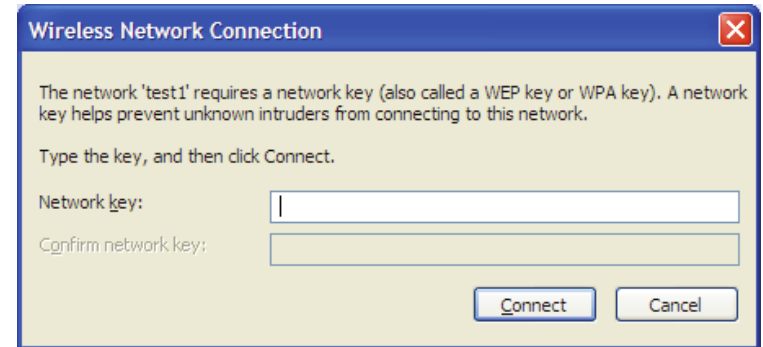 Wireless Network Connection
The network 'test1' requires a network key (also called a WEP key or WPA key). A network
key helps prevent unknown intruders from connecting to this network.
Type the key, and then click Connect.
Network key:
Confirm network key:
Connect Cancel